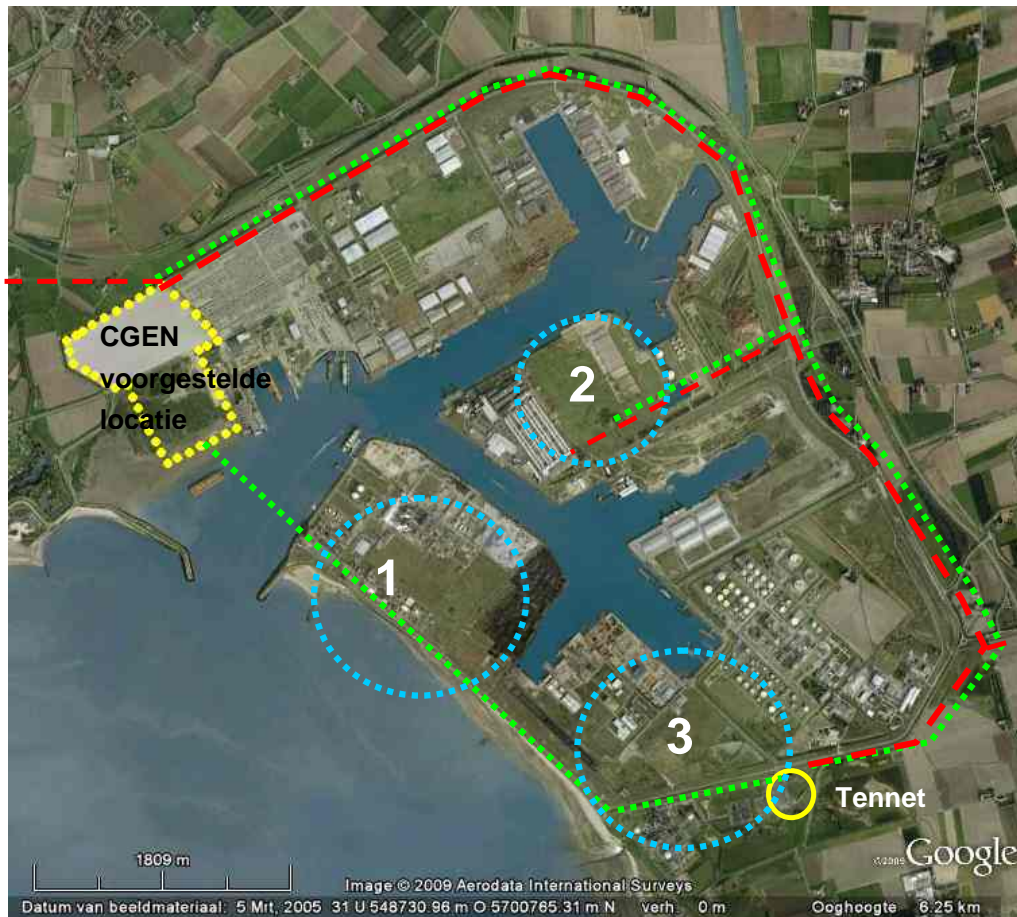 CGEN
voorgestelde
locatie
2
1
3
Tennet
1809 m
©2009 Google
Image © 2009 Aerodata International Surveys
Datum van beeldmateriaal: 5 Mrt, 2005 31 U 548730.96 m O 5700765.31 m N verh. 0 m Ooghoogte 6.25 km